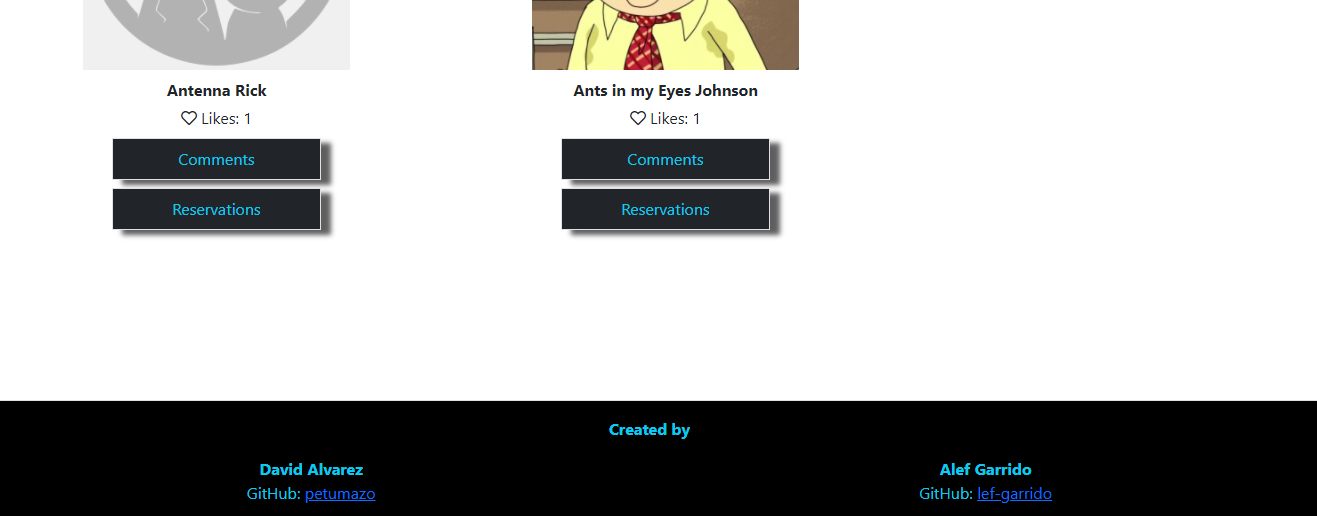 Antenna Rick
Likes: 1
Comments
Reservations
Ants in my Eyes Johnson
Likes: 1
Comments
Reservations
Created by
David Alvarez
GitHub: petumazo
Alef Garrido
GitHub: lef-garrido